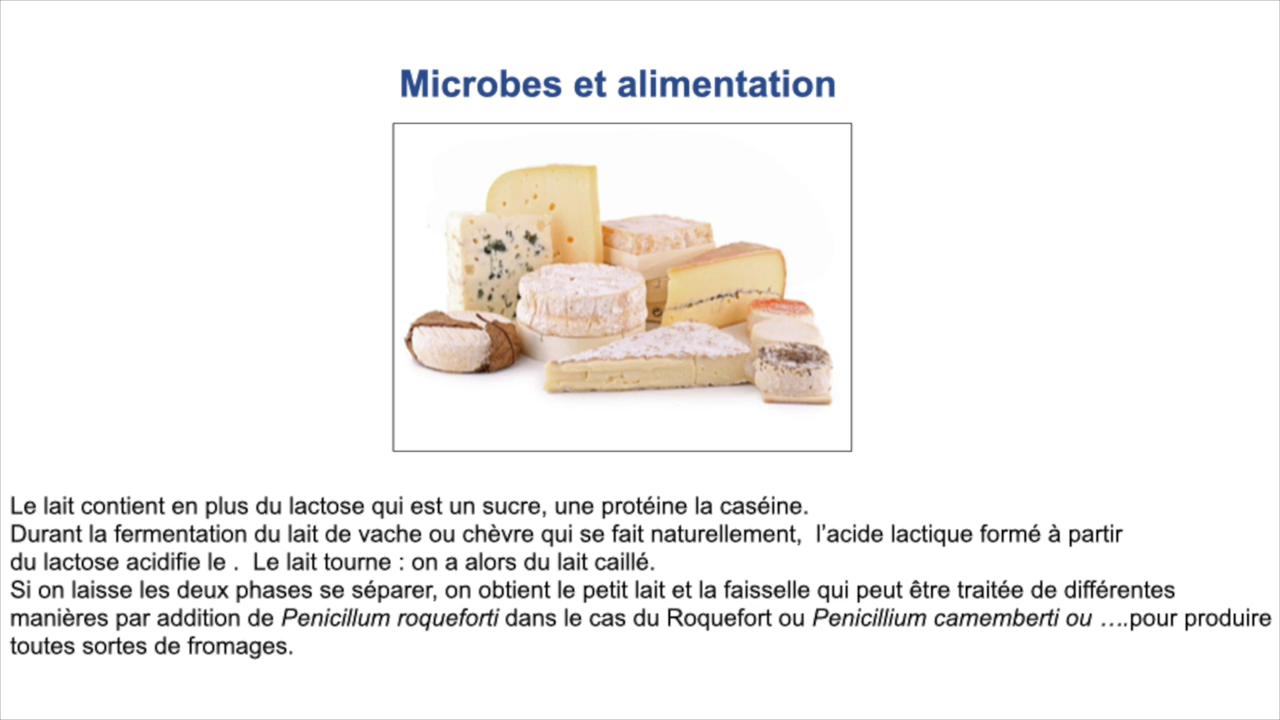 Microbes et alimentation
Le lait contient en plus du lactose qui est un sucre, une protéine la caséine.
Durant la fermentation du lait de vache ou chèvre qui se fait naturellement,  l’acide lactique formé à partir
du lactose acidifie le .  Le lait tourne : on a alors du lait caillé.
Si on laisse les deux phases se séparer, on obtient le petit lait et la faisselle qui peut être traitée de différentes
manières par addition de Penicillum roqueforti dans le cas du Roquefort ou Penicillium camemberti ou ….pour produire
toutes sortes de fromages.